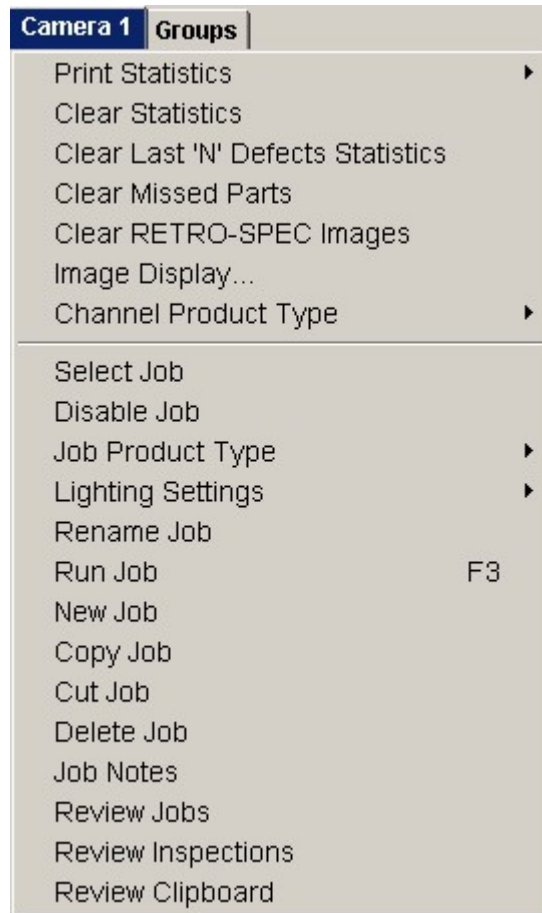 Camera 1 Groups
Print Statistics
Clear Statistics
Clear Last 'N' Defects Statistics
Clear Missed Parts
Clear RETRO-SPEC Images
Image Display...
Channel Product Type
Select Job
Disable Job
Job Product Type
Lighting Settings
Rename Job
Run Job F3
New Job
Copy Job
Cut Job
Delete Job
Job Notes
Review Jobs
Review Inspections
Review Clipboard